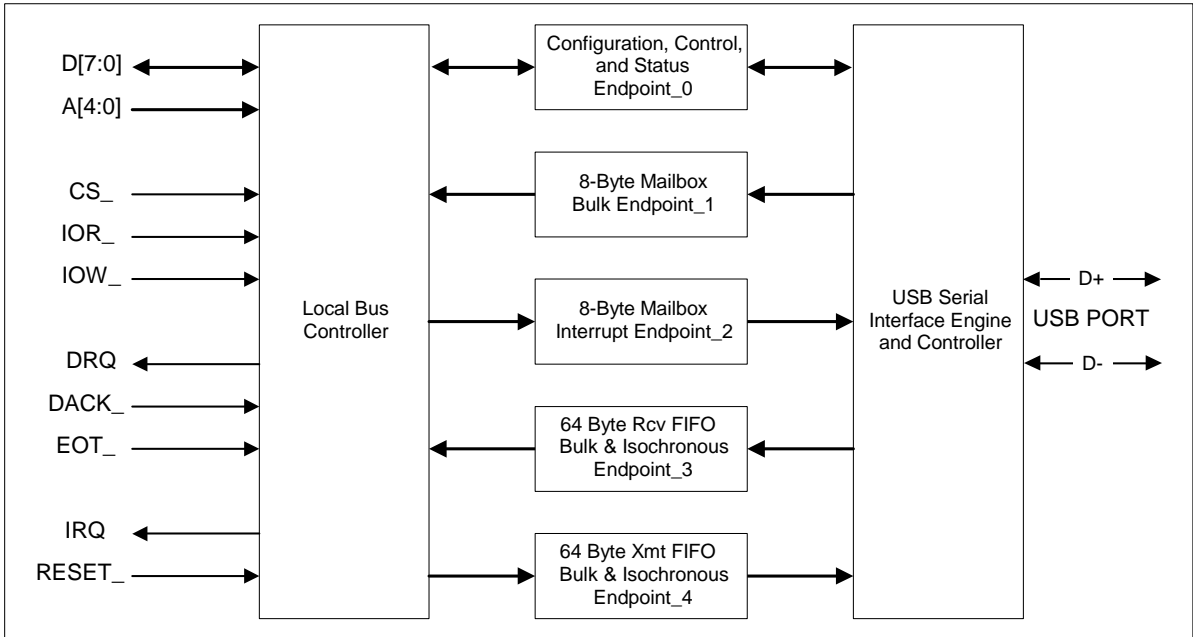 D[7:0]
A[4:0]
CS_
IOR_
IOW_
DRQ
DACK_
EOT_
IRQ
RESET_
Local Bus
Controller
Configuration, Control,
and Status
Endpoint_0
8-Byte Mailbox
Bulk Endpoint_1
8-Byte Mailbox
Interrupt Endpoint_2
64 Byte Rcv FIFO
Bulk & Isochronous
Endpoint_3
64 Byte Xmt FIFO
Bulk & Isochronous
Endpoint_4
USB Serial
Interface Engine
and Controller
D+
USB PORT
D-